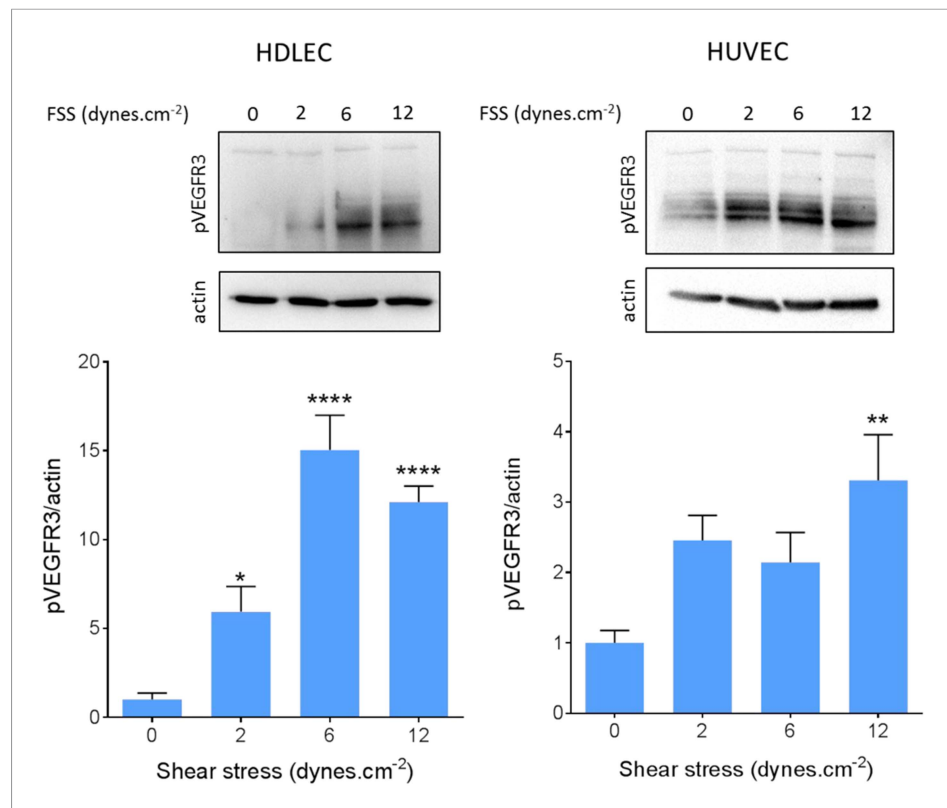 HDLEC
FSS (dynes.cm⁻²) 0 2 6 12
pVEGFR3
actin
20
15
10
5
0
pVEGFR3/actin
*
****
****
0 2 6 12
Shear stress (dynes.cm⁻²)
HUVEC
FSS (dynes.cm⁻²) 0 2 6 12
pVEGFR3
actin
5
4
3
2
1
0
pVEGFR3/actin
**
0 2 6 12
Shear stress (dynes.cm⁻²)